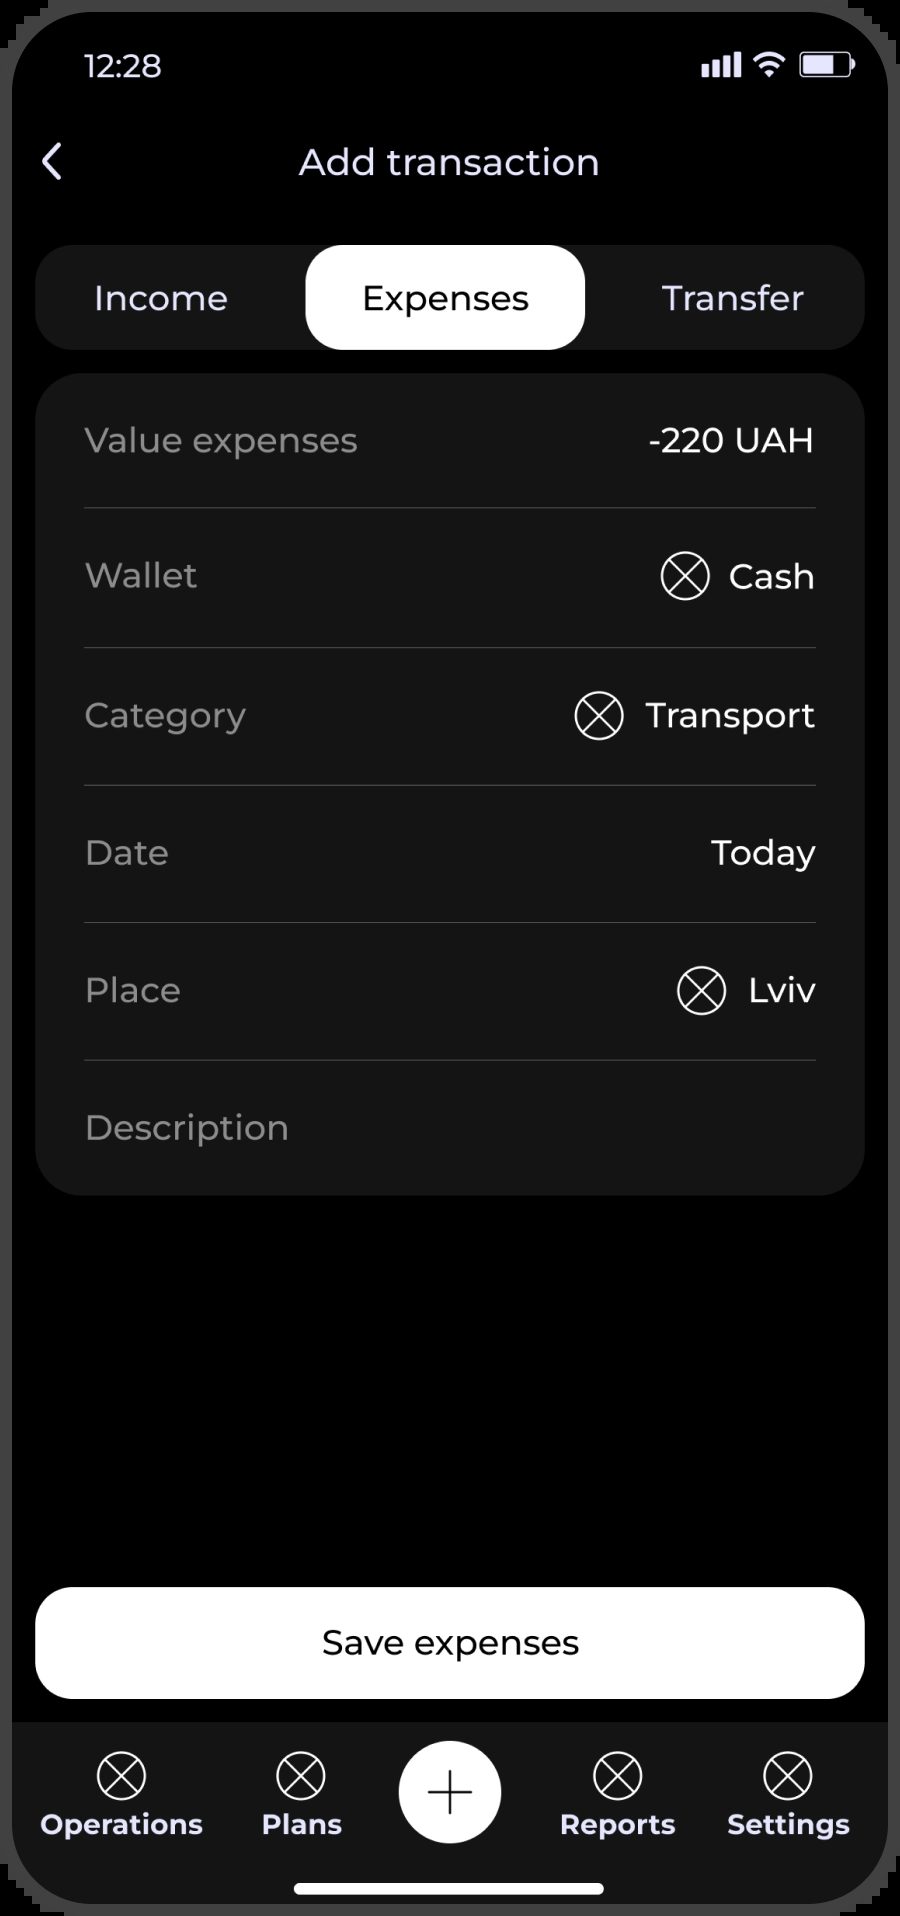 12:28
Add transaction
Income Expenses Transfer
Value expenses -220 UAH
Wallet Cash
Category Transport
Date Today
Place Lviv
Description
Save expenses
Operations Plans Reports Settings